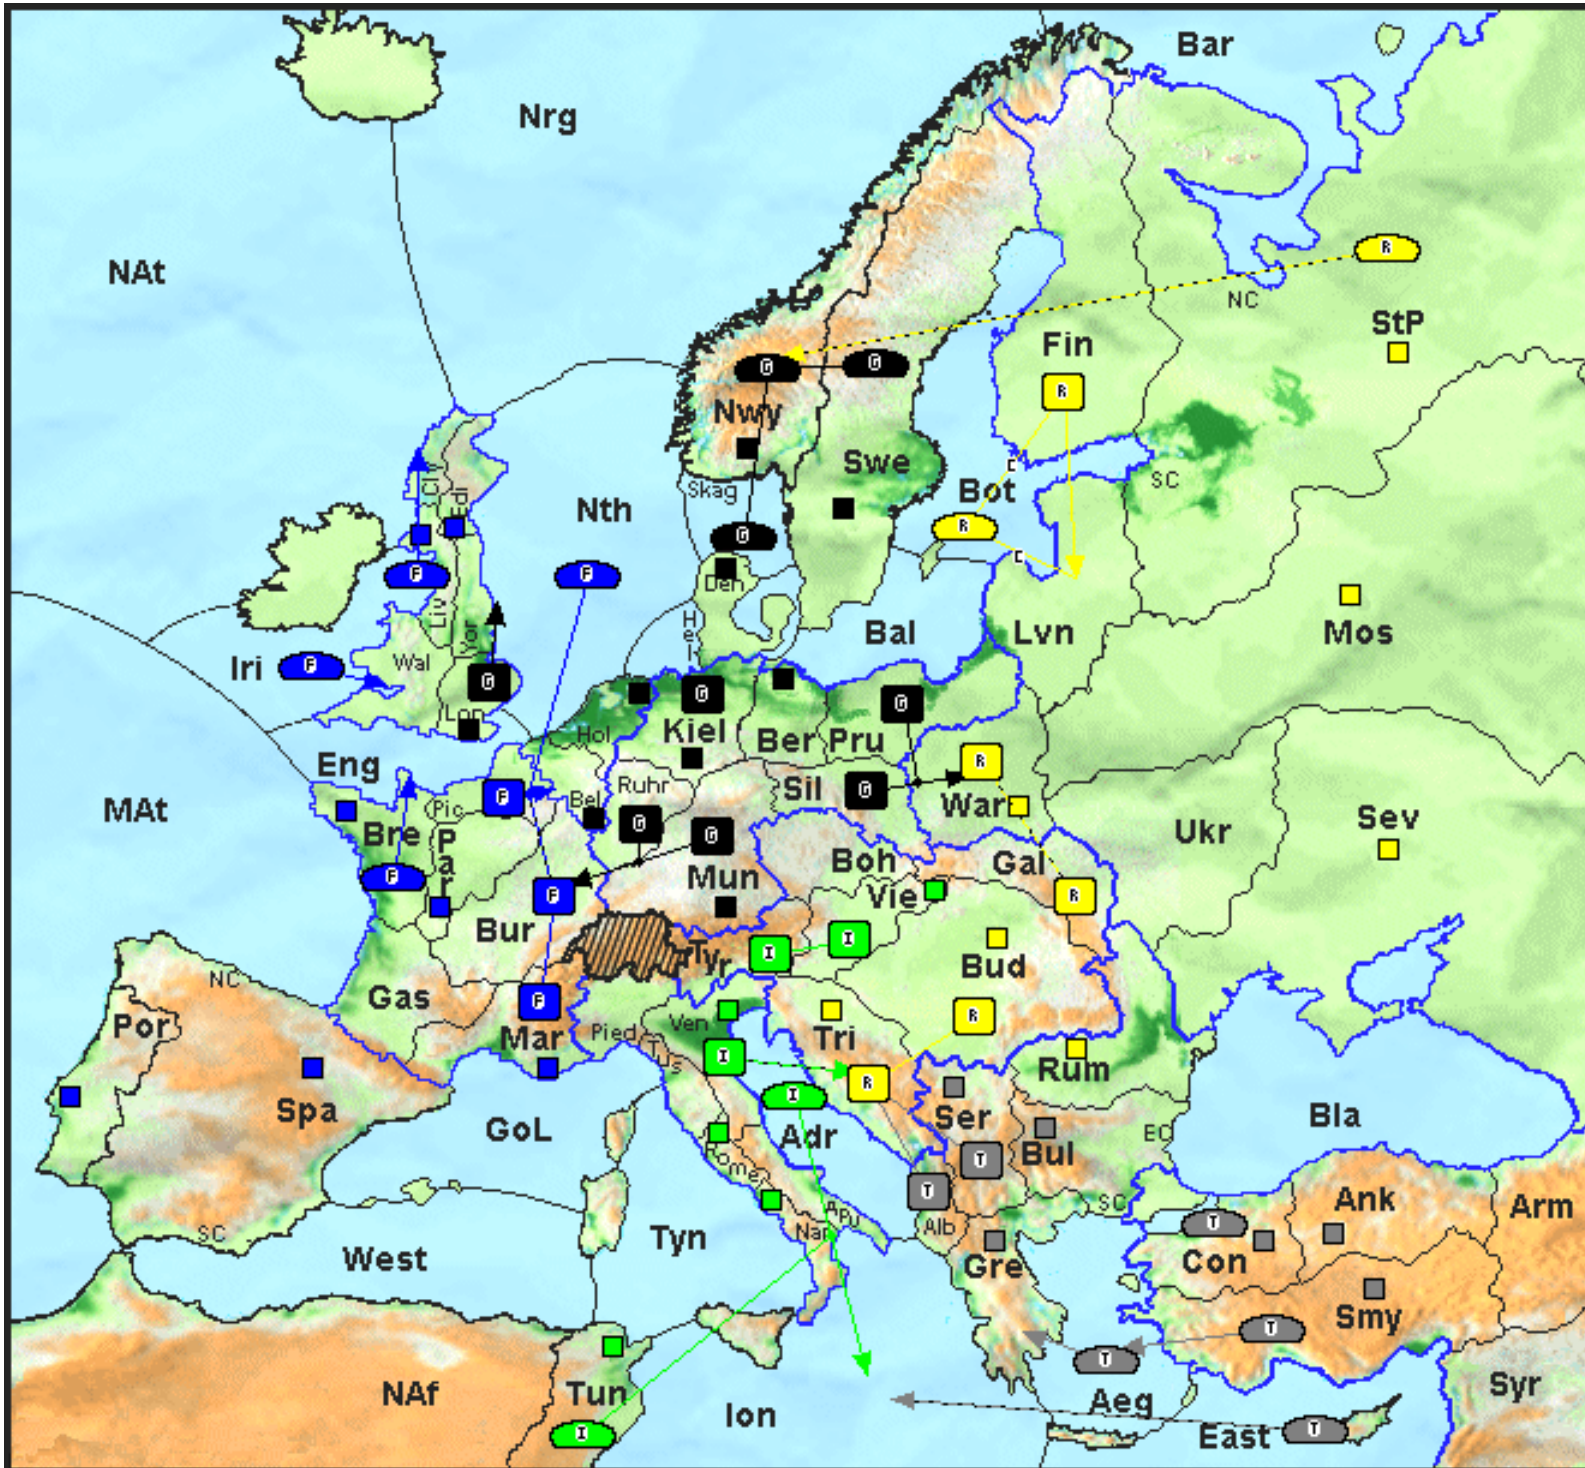 Bar
Nrg
NAt
R
NC
StP
Fin
G
G
R
Nwy
Swe
SC
Skag
Bot
C
R
Nth
G
C
Cly
Edi
F
F
Den
Mos
Liv
Yor
Hel
Bal
Lvn
Wal
Iri
F
G
G
G
Lon
Hol
Kiel
Ber
Pru
Eng
R
Ruhr
Sil
G
War
MAt
Pic
F
Bel
G
G
Ukr
Sev
Bre
Par
Boh
Gal
F
Mun
Vie
R
Bur
F
I
I
Tyr
Bud
NC
Gas
F
R
Por
Mar
Pied
Ven
Tri
Tus
I
Rum
R
Spa
I
Ser
GoL
Adr
Bla
EC
Bul
T
Rome
T
Ank
Arm
SC
Apu
SC
Tyn
Nap
Alb
T
West
Gre
Con
Smy
T
T
NAf
Tun
Aeg
Syr
Ion
I
East
T